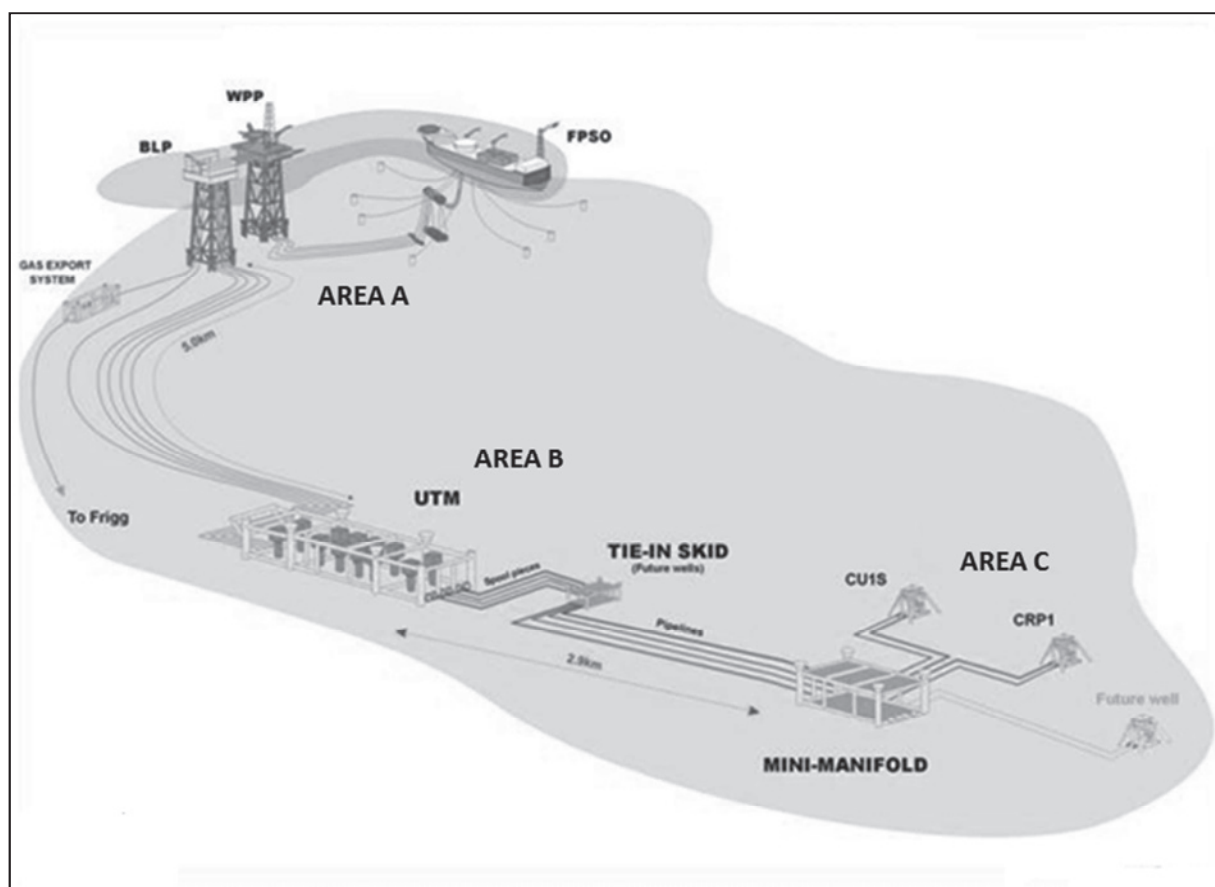 WPP
FPSO
BLP
GAS EXPORT
SYSTEM
AREA A
5.0km
AREA B
UTM
To Frigg
TIE-IN SKID
(Future wells)
AREA C
CU1S
Spool pieces
CRP1
Pipelines
2.9km
Future well
MINI-MANIFOLD